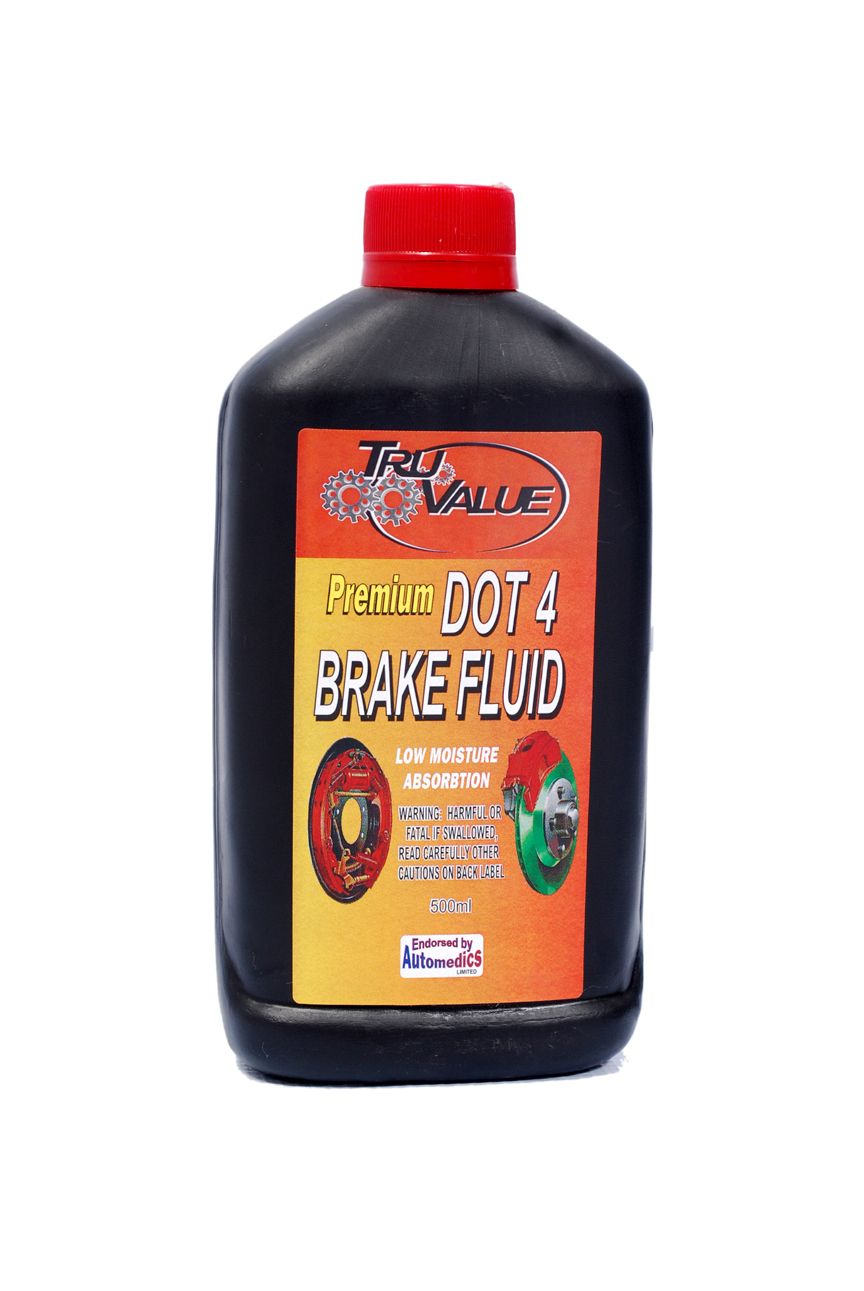 TRU
VALUE
Premium DOT 4
BRAKE FLUID
LOW MOISTURE
ABSORBTION
WARNING: HARMFUL OR
FATAL IF SWALLOWED,
READ CAREFULLY OTHER
CAUTIONS ON BACK LABEL
500ml
Endorsed by
Automedics
LIMITED